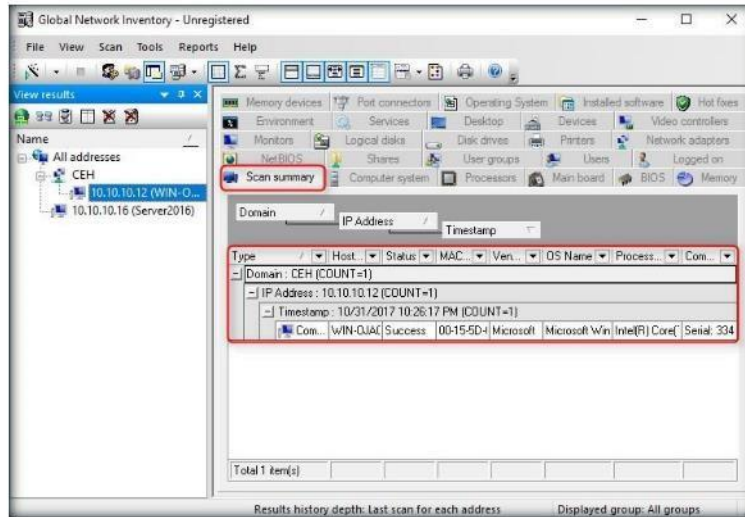 Global Network Inventory - Unregistered
File View Scan Tools Reports Help
View results
Name
All addresses
CEH
10.10.10.12 (WIN-O...
10.10.10.16 (Server2016)
Memory devices Port connectors Operating System Installed software Hot fixes
Environment Services Desktop Devices Video controllers
Monitors Logical disks Disk drives Printers Network adapters
NetBIOS Shares User groups Users Logged on
Scan summary Computer system Processors Main board BIOS Memory
Domain
IP Address
Timestamp
Type Host... Status MAC... Ven... OS Name Process... Com...
Domain : CEH (COUNT=1)
IP Address : 10.10.10.12 (COUNT=1)
Timestamp : 10/31/2017 10:26:17 PM (COUNT=1)
Com... WIN-OJAC Success 00-15-5D-( Microsoft Microsoft Win Intel(R) Core(` Serial: 334
Total 1 item(s)
Results history depth: Last scan for each address Displayed group: All groups